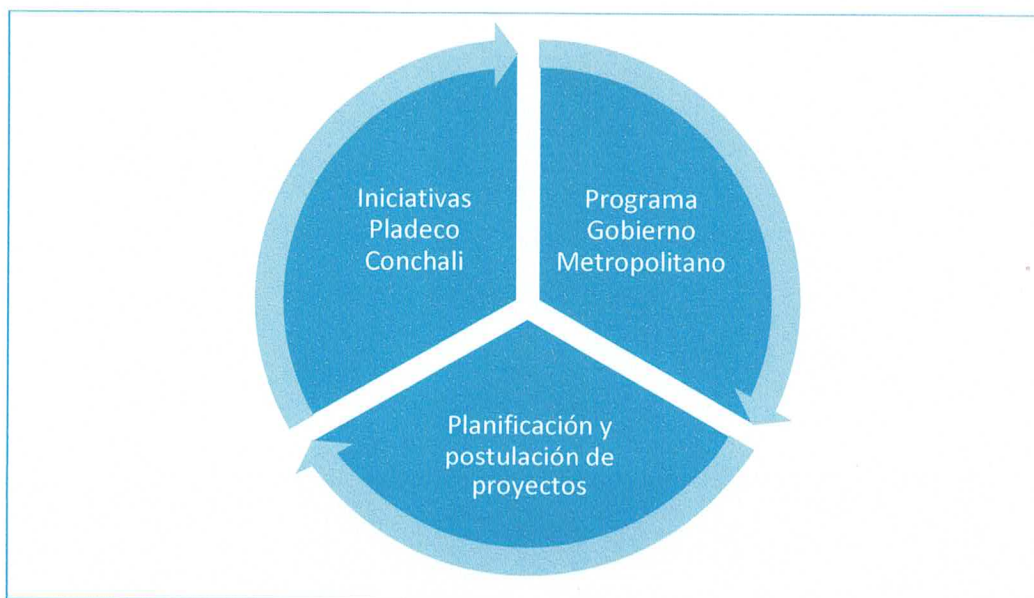 Iniciativas
Pladeco
Conchali
Programa
Gobierno
Metropolitano
Planificación y
postulación de
proyectos